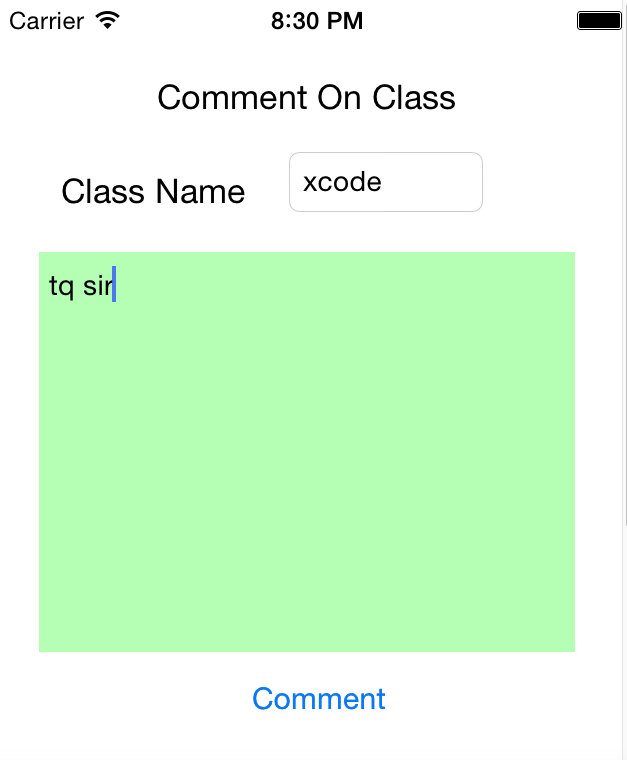 Carrier 8:30 PM
Comment On Class
Class Name xcode
tq sir
Comment